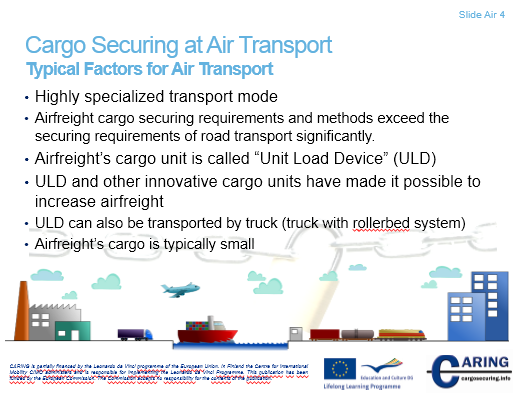 Slide Air 4
Cargo Securing at Air Transport
Typical Factors for Air Transport
• Highly specialized transport mode
• Airfreight cargo securing requirements and methods exceed the
securing requirements of road transport significantly.
• Airfreight's cargo unit is called “Unit Load Device” (ULD)
• ULD and other innovative cargo units have made it possible to
increase airfreight
• ULD can also be transported by truck (truck with rollerbed system)
• Airfreight's cargo is typically small
CARING is partially financed by the Leonardo da Vinci programme of the European Union. In Finland the Centre for International
Mobility CIMO administers and is responsible for implementing the Leonardo da Vinci Programme. This publication has been
funded by the European Commission. The Commission accepts no responsibility for the contents of the publication.
Education and Culture DG
Lifelong Learning Programme
CARING
cargosecuring.info